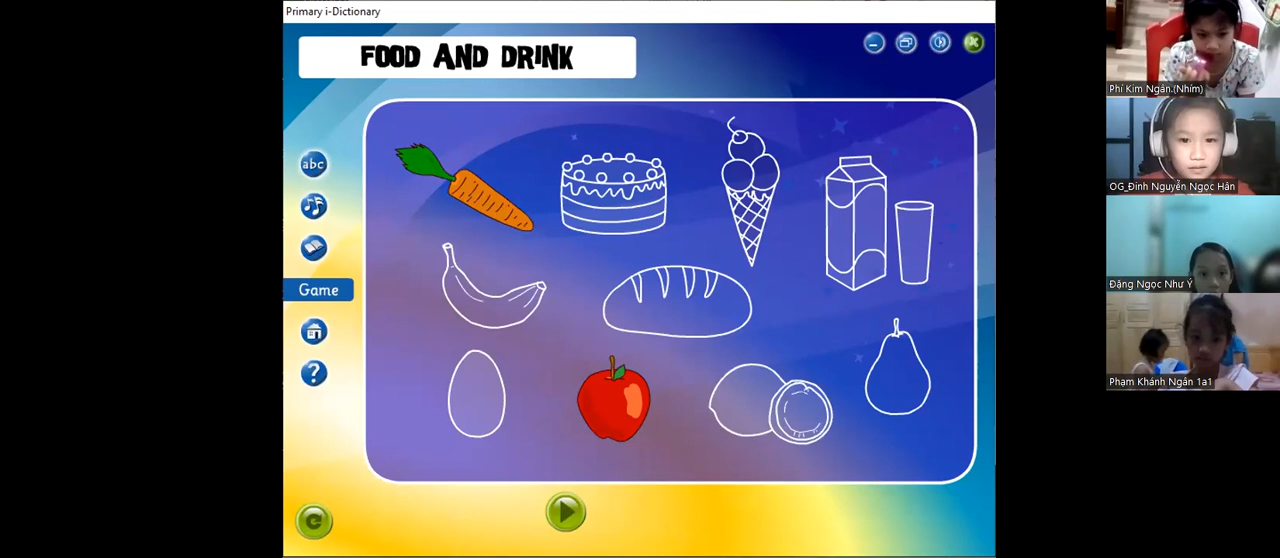 Primary i-Dictionary
FOOD AND DRINK
abc
Game
?
Phí Kim Ngân.(Nhím)
OG_Đinh Nguyễn Ngọc Hân
Đặng Ngọc Như Ý
Phạm Khánh Ngân 1a1